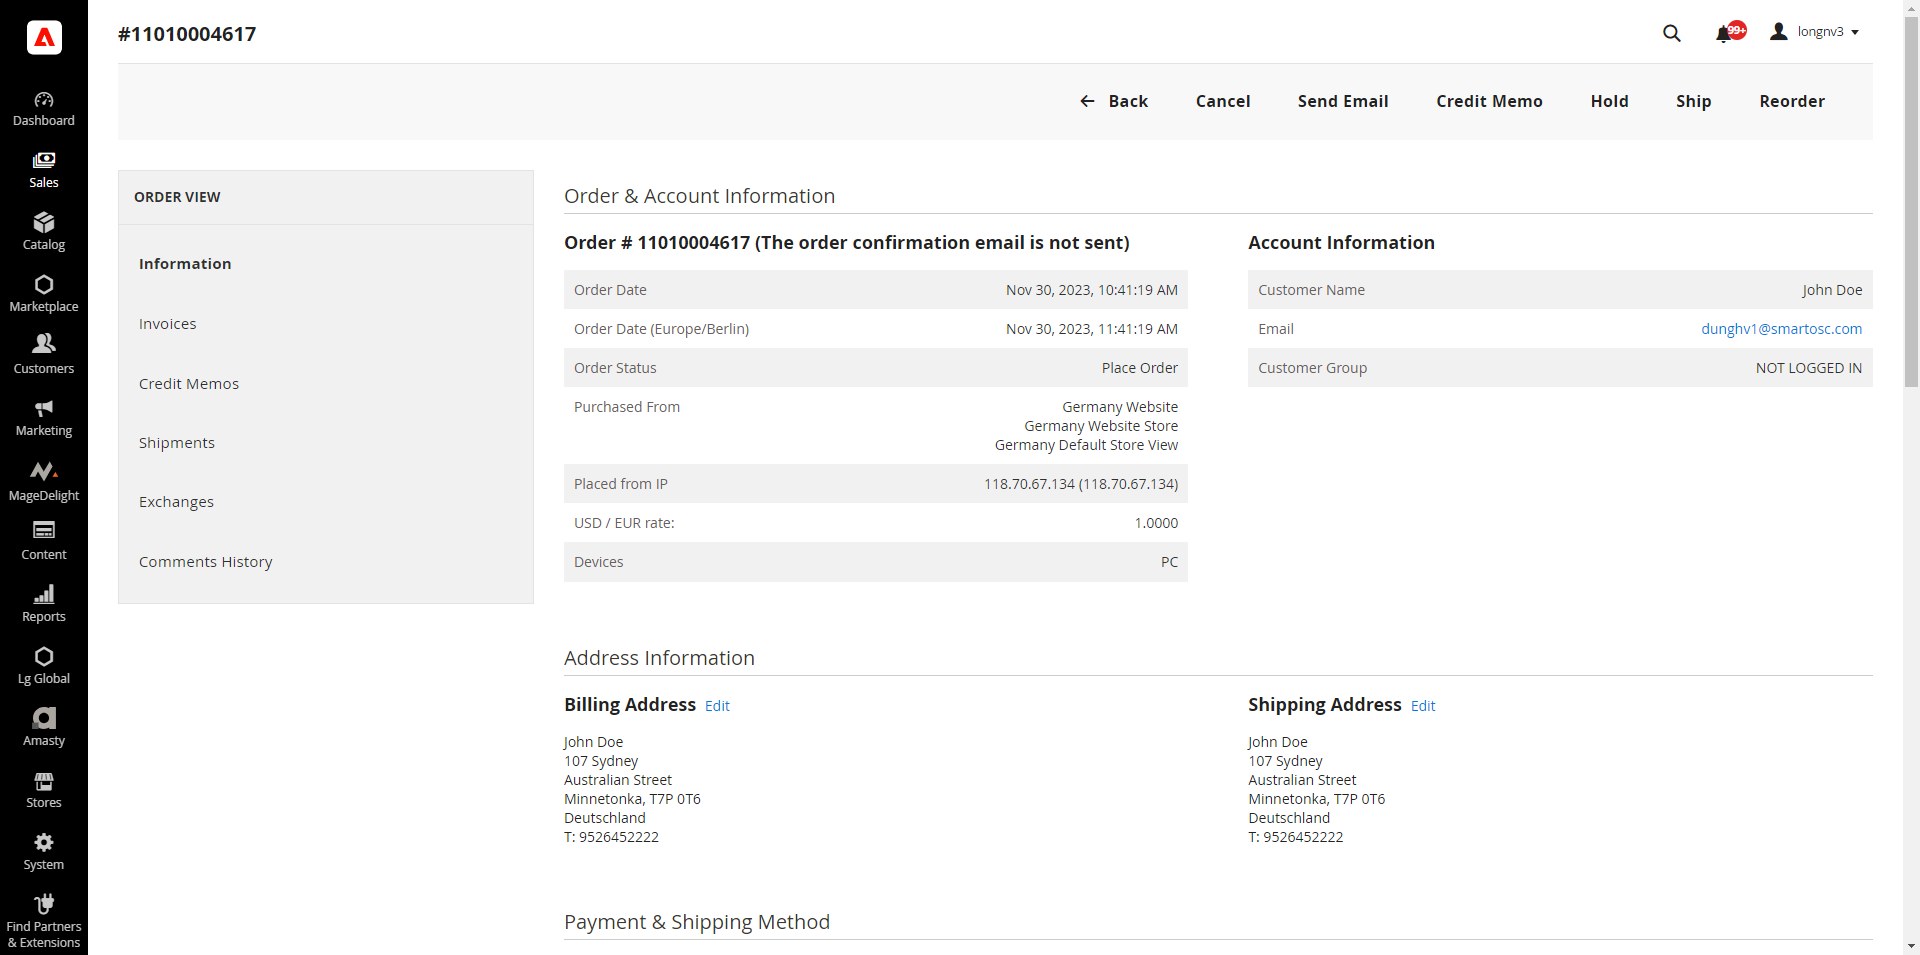 #11010004617
99+
longnv3
Dashboard
Sales
Catalog
Marketplace
Customers
Marketing
MageDelight
Content
Reports
Lg Global
Amasty
Stores
System
Find Partners
& Extensions
Back
Cancel
Send Email
Credit Memo
Hold
Ship
Reorder
ORDER VIEW
Information
Invoices
Credit Memos
Shipments
Exchanges
Comments History
Order & Account Information
Order # 11010004617 (The order confirmation email is not sent)
Order Date Nov 30, 2023, 10:41:19 AM
Order Date (Europe/Berlin) Nov 30, 2023, 11:41:19 AM
Order Status Place Order
Purchased From Germany Website
Germany Website Store
Germany Default Store View
Placed from IP 118.70.67.134 (118.70.67.134)
USD / EUR rate: 1.0000
Devices PC
Account Information
Customer Name John Doe
Email dunghv1@smartosc.com
Customer Group NOT LOGGED IN
Address Information
Billing Address Edit
John Doe
107 Sydney
Australian Street
Minnetonka, T7P 0T6
Deutschland
T: 9526452222
Shipping Address Edit
John Doe
107 Sydney
Australian Street
Minnetonka, T7P 0T6
Deutschland
T: 9526452222
Payment & Shipping Method